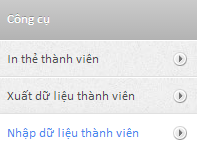 Công cụ
In thẻ thành viên
Xuất dữ liệu thành viên
Nhập dữ liệu thành viên